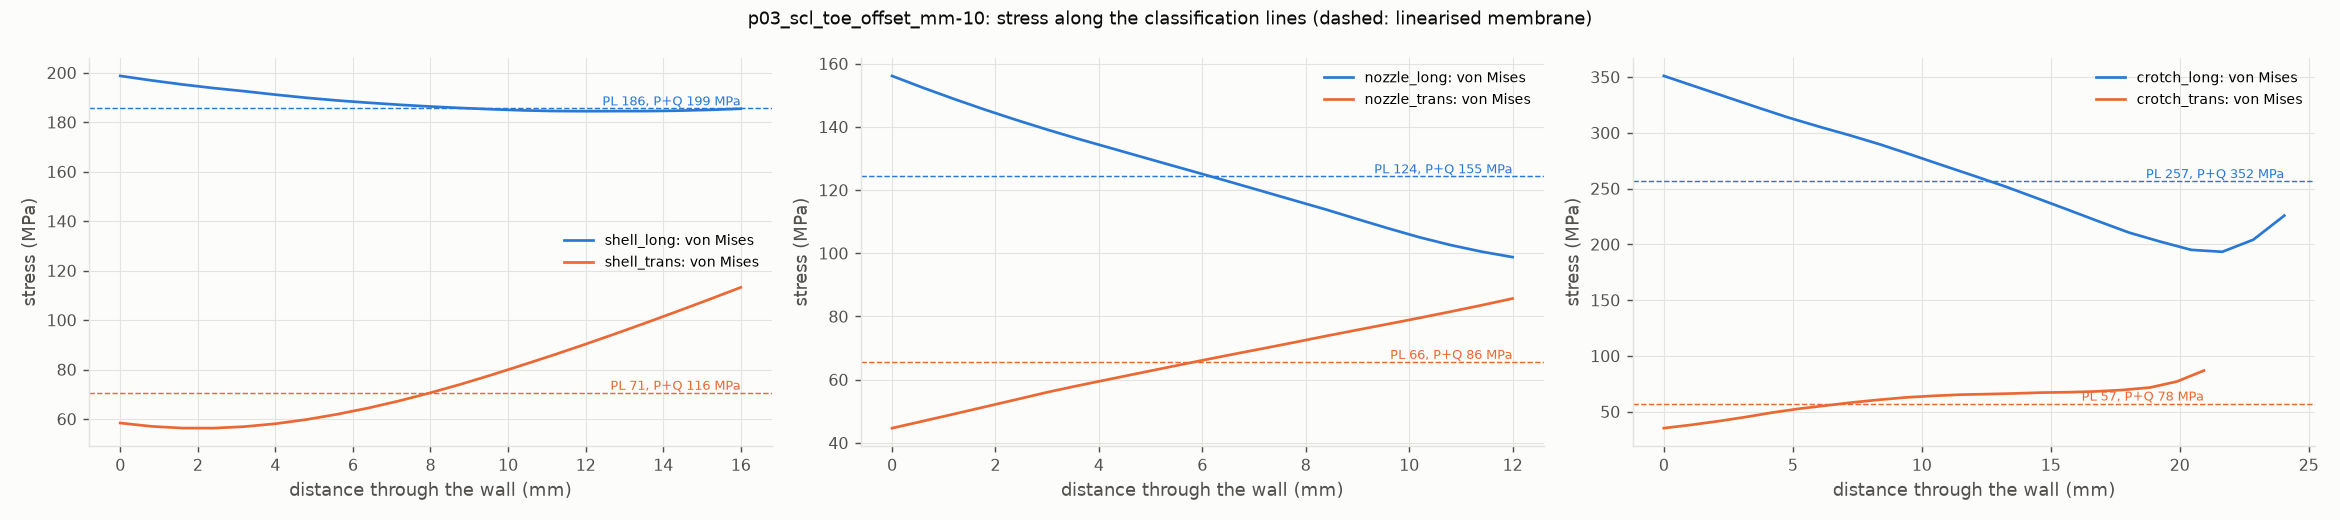 p03_scl_toe_offset_mm-10: stress along the classification lines (dashed: linearised membrane)
stress (MPa)
200
180
160
140
120
100
80
60
PL 186, P+Q 199 MPa
shell_long: von Mises
shell_trans: von Mises
PL 71, P+Q 116 MPa
0 2 4 6 8 10 12 14 16
distance through the wall (mm)
stress (MPa)
160
140
120
100
80
60
40
nozzle_long: von Mises
nozzle_trans: von Mises
PL 124, P+Q 155 MPa
PL 66, P+Q 86 MPa
0 2 4 6 8 10 12
distance through the wall (mm)
stress (MPa)
350
300
250
200
150
100
50
crotch_long: von Mises
crotch_trans: von Mises
PL 257, P+Q 352 MPa
PL 57, P+Q 78 MPa
0 5 10 15 20 25
distance through the wall (mm)